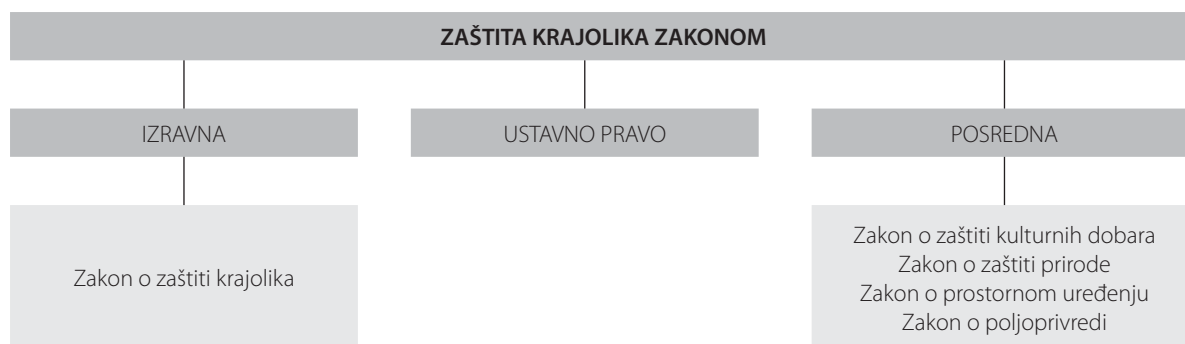 ZAŠTITA KRAJOLIKA ZAKONOM
IZRAVNA
USTAVNO PRAVO
POSREDNA
Zakon o zaštiti krajolika
Zakon o zaštiti kulturnih dobara
Zakon o zaštiti prirode
Zakon o prostornom uređenju
Zakon o poljoprivredi